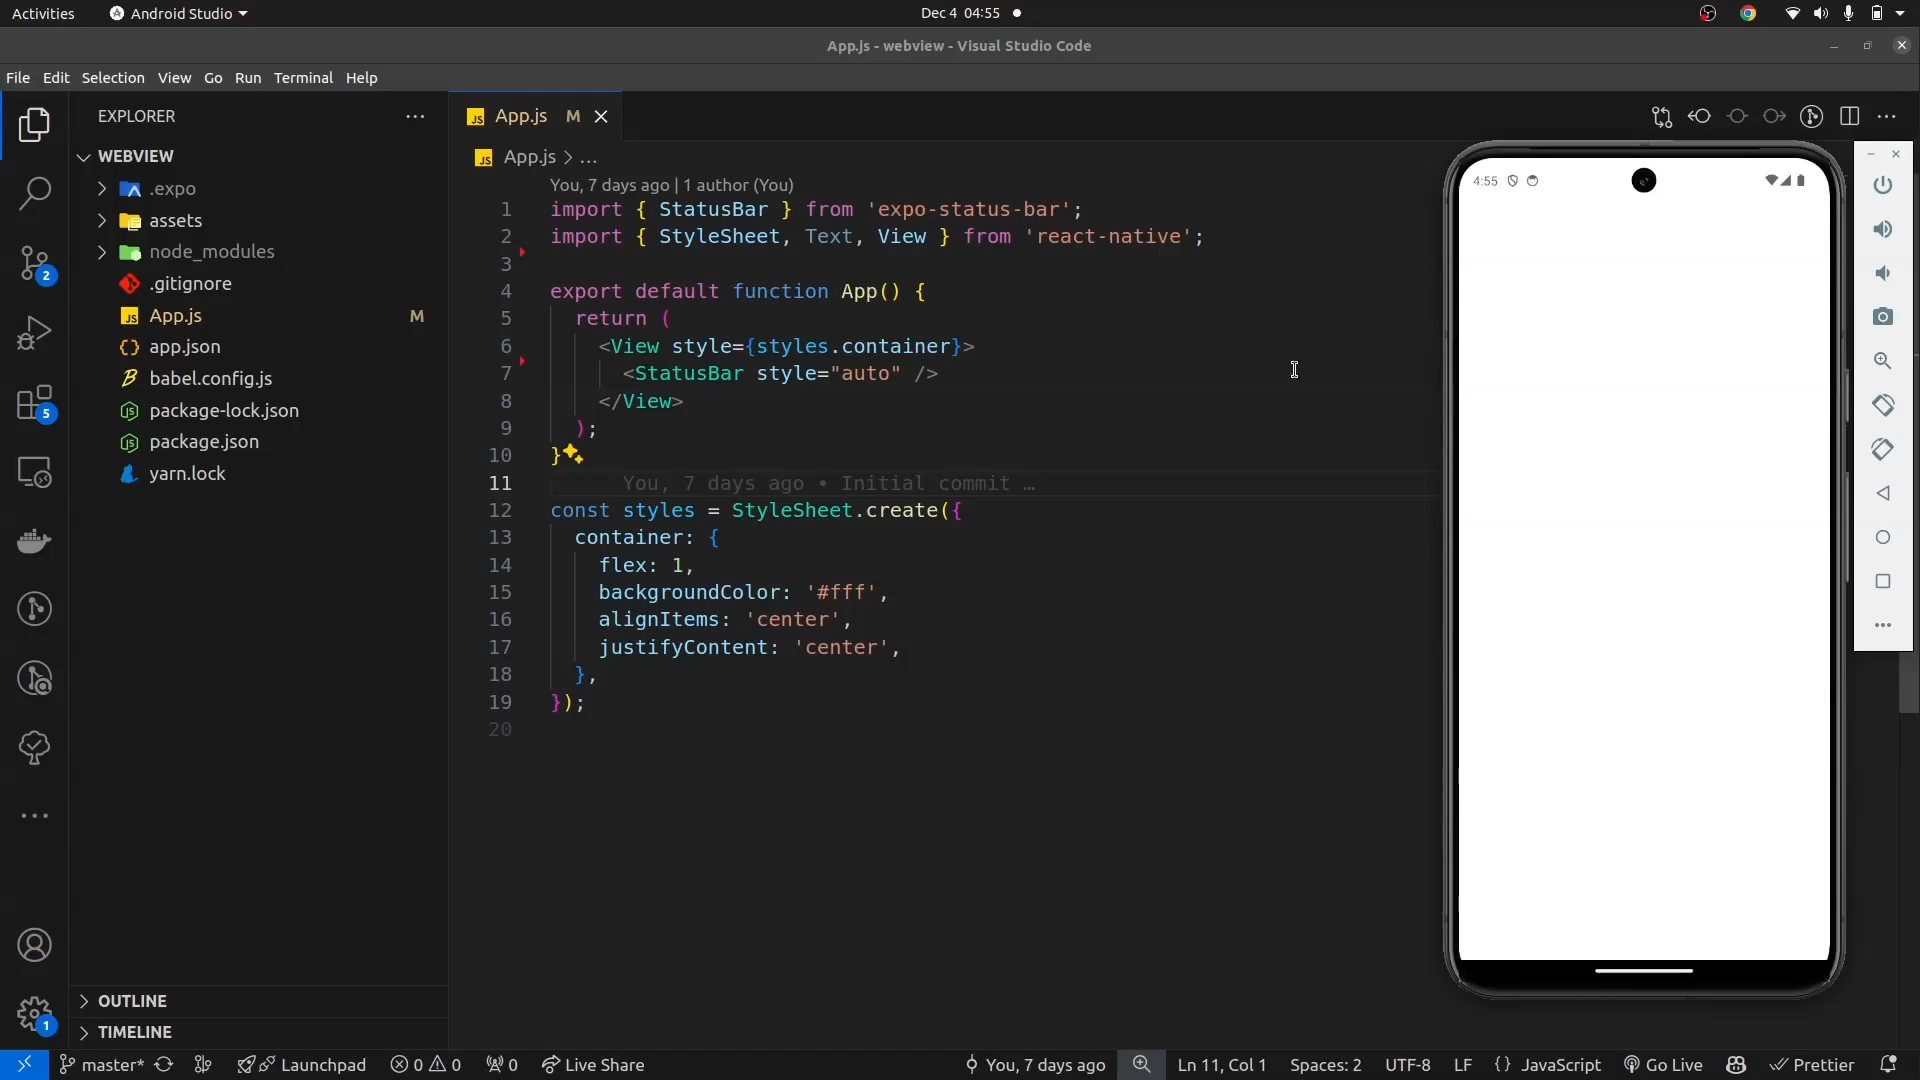 Activities Android Studio Dec 4 04:55
App.js - webview - Visual Studio Code
File Edit Selection View Go Run Terminal Help
EXPLORER
WEBVIEW
.expo
assets
node_modules
.gitignore
App.js M
app.json
babel.config.js
package-lock.json
package.json
yarn.lock
OUTLINE
TIMELINE
2
5
1
JS App.js M
JS App.js > ...
You, 7 days ago | 1 author (You)
1 import { StatusBar } from 'expo-status-bar';
2 import { StyleSheet, Text, View } from 'react-native';
3
4 export default function App() {
5 return (
6 <View style={styles.container}>
7 <StatusBar style="auto" />
8 </View>
9 );
10 }
11 You, 7 days ago • Initial commit …
12 const styles = StyleSheet.create({
13 container: {
14 flex: 1,
15 backgroundColor: '#fff',
16 alignItems: 'center',
17 justifyContent: 'center',
18 },
19 });
20
4:55
master* Launchpad 0 0 0 Live Share You, 7 days ago Ln 11, Col 1 Spaces: 2 UTF-8 LF {} JavaScript Go Live Prettier